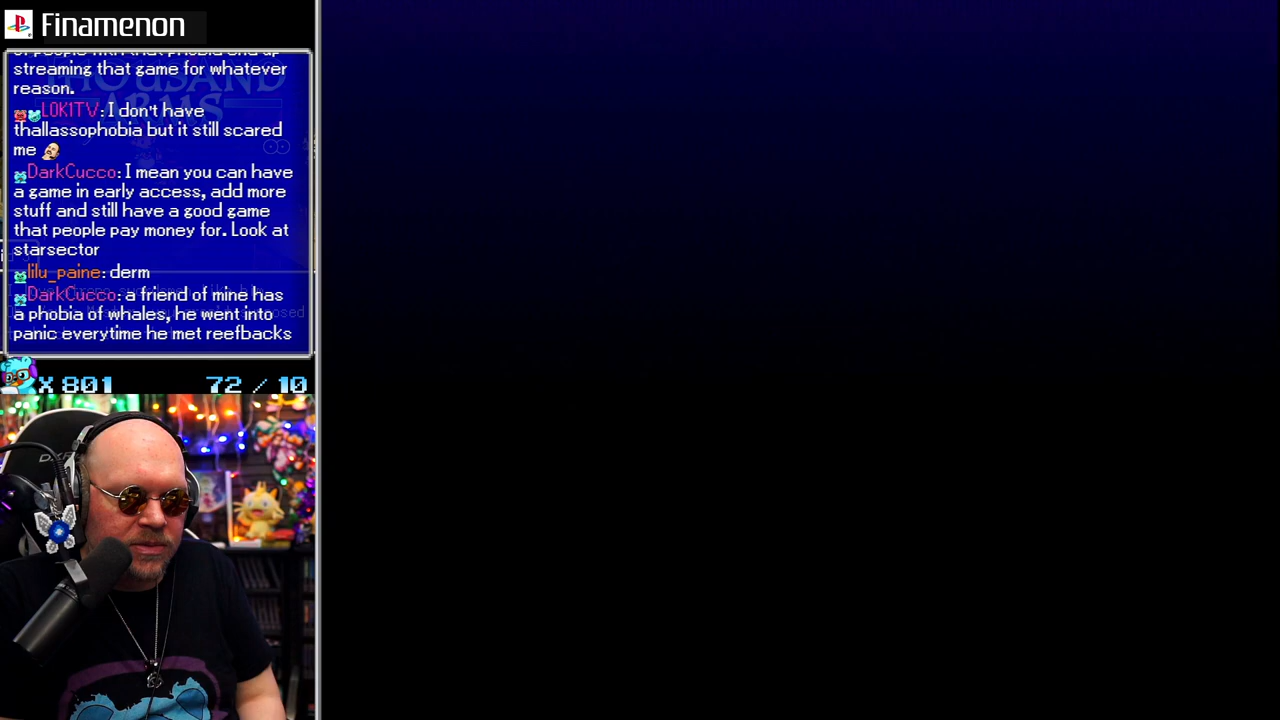 Finamenon
streaming that game for whatever
reason.
L0K1TV: I don't have
thallassophobia but it still scared
me
DarkCucco: I mean you can have
a game in early access, add more
stuff and still have a good game
that people pay money for. Look at
starsector
lilu_paine: derm
DarkCucco: a friend of mine has
a phobia of whales, he went into
panic everytime he met reefbacks
X 801 72 / 10
THOUSAND
ARMS